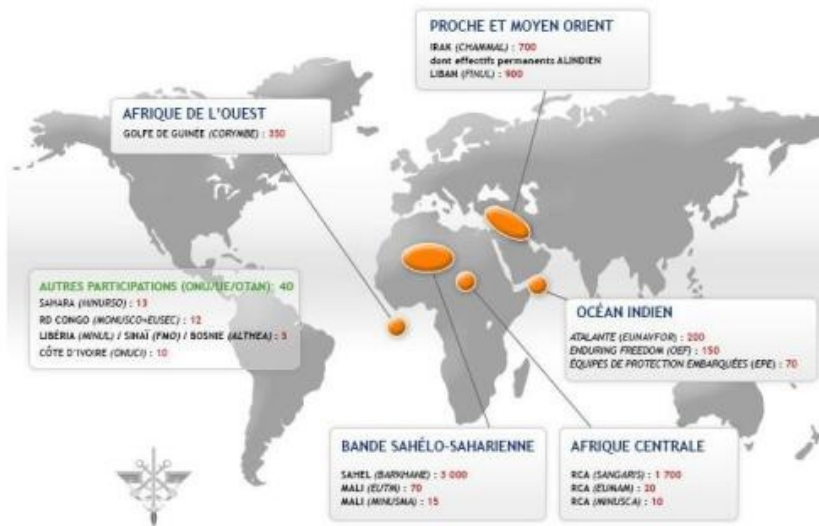 PROCHE ET MOYEN ORIENT
IRAK (CHAMMAL) : 700
dont effectifs permanents ALINDIEN
LIBAN (FINUL) : 900
AFRIQUE DE L'OUEST
GOLFE DE GUINÉE (CORYMBE) : 350
AUTRES PARTICIPATIONS (ONU/UE/OTAN): 40
SAHARA (MINURSO) : 13
RD CONGO (MONUSCO+EUSEC) : 12
LIBÉRIA (MINUL) / SINAÏ (FMO) / BOSNIE (ALTHEA) : 5
CÔTE D'IVOIRE (ONUCI) : 10
OCÉAN INDIEN
ATALANTE (EUNAVFOR) : 200
ENDURING FREEDOM (OEF) : 150
ÉQUIPES DE PROTECTION EMBARQUÉES (EPE) : 70
BANDE SAHÉLO-SAHARIENNE
SAHEL (BARKHANE) : 3 000
MALI (EUTM) : 70
MALI (MINUSMA) : 15
AFRIQUE CENTRALE
RCA (SANGARIS) : 1 700
RCA (EUMAM) : 20
RCA (MINUSCA) : 10